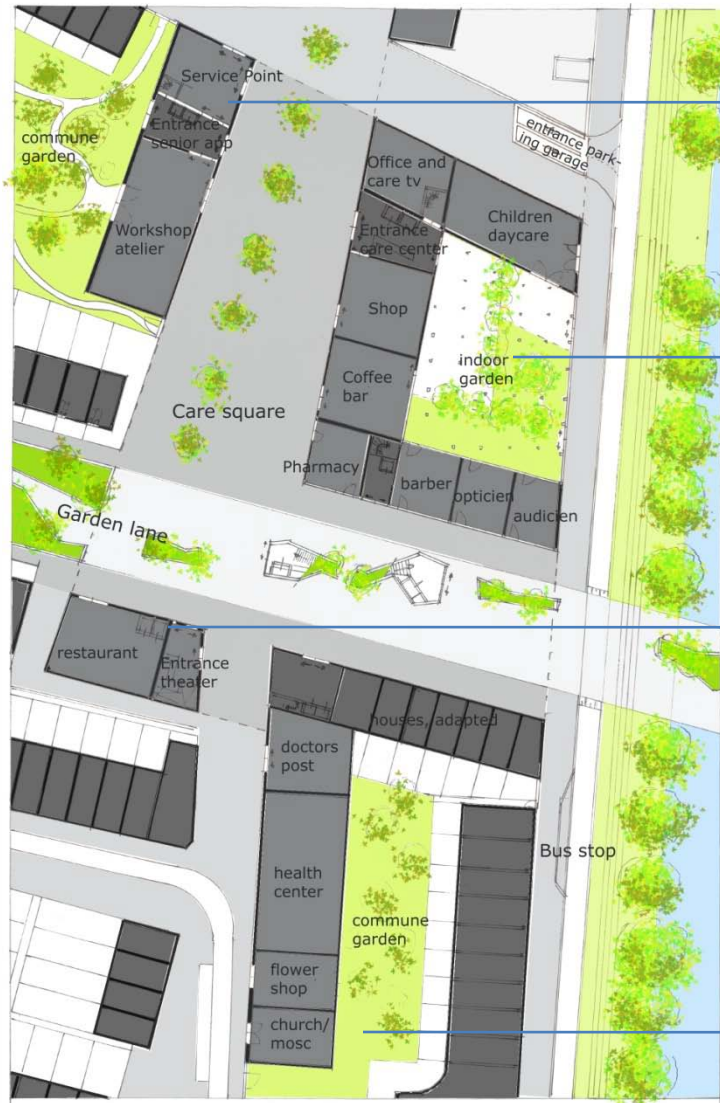 Service Point
Entrance
senior app
commune
garden
Workshop
atelier
entrance park-
ing garage
Office and
care tv
Children
daycare
Entrance
care center
Shop
indoor
garden
Coffee
bar
Care square
Pharmacy
barber
opticien
audicien
Garden lane
restaurant
Entrance
theater
houses, adapted
doctors
post
Bus stop
health
center
commune
garden
flower
shop
church/
mosc